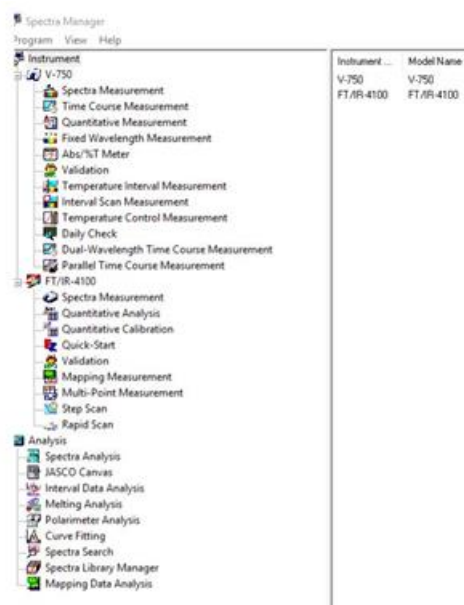 Spectra Manager
Program View Help
Instrument
V-750
Spectra Measurement
Time Course Measurement
Quantitative Measurement
Fixed Wavelength Measurement
Abs/%T Meter
Validation
Temperature Interval Measurement
Interval Scan Measurement
Temperature Control Measurement
Daily Check
Dual-Wavelength Time Course Measurement
Parallel Time Course Measurement
FT/IR-4100
Spectra Measurement
Quantitative Analysis
Quantitative Calibration
Quick-Start
Validation
Mapping Measurement
Multi-Point Measurement
Step Scan
Rapid Scan
Analysis
Spectra Analysis
JASCO Canvas
Interval Data Analysis
Melting Analysis
Polarimeter Analysis
Curve Fitting
Spectra Search
Spectra Library Manager
Mapping Data Analysis
Instrument ... Model Name
V-750 V-750
FT/IR-4100 FT/IR-4100